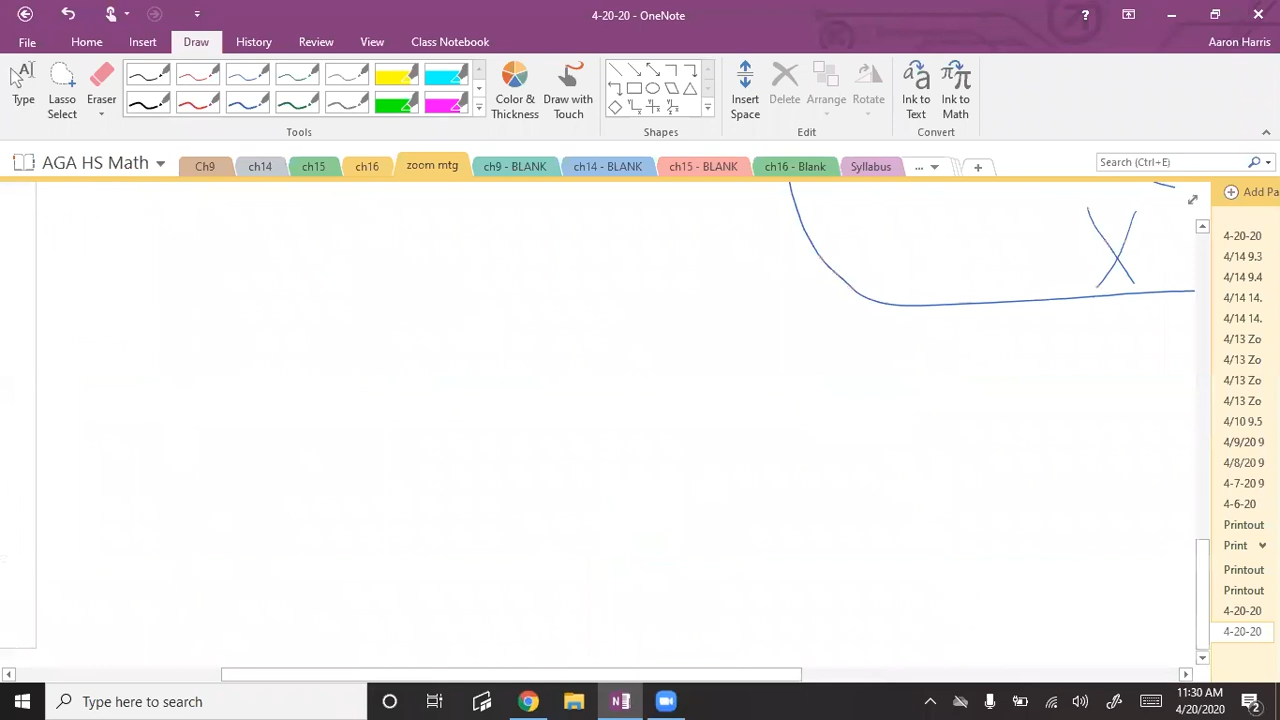 4-20-20 - OneNote
Aaron Harris
File Home Insert Draw History Review View Class Notebook
Type
Lasso Select
Eraser
Color & Thickness
Draw with Touch
Insert Space
Delete
Arrange
Rotate
Ink to Text
Ink to Math
Tools Shapes Edit Convert
AGA HS Math Ch9 ch14 ch15 ch16 zoom mtg ch9 - BLANK ch14 - BLANK ch15 - BLANK ch16 - Blank Syllabus ... Search (Ctrl+E)
Add Pa
4-20-20
4/14 9.3
4/14 9.4
4/14 14.
4/14 14.
4/13 Zo
4/13 Zo
4/13 Zo
4/13 Zo
4/10 9.5
4/9/20 9
4/8/20 9
4-7-20 9
4-6-20
Printout
Print
Printout
Printout
4-20-20
4-20-20
X
Type here to search
11:30 AM
4/20/2020
2